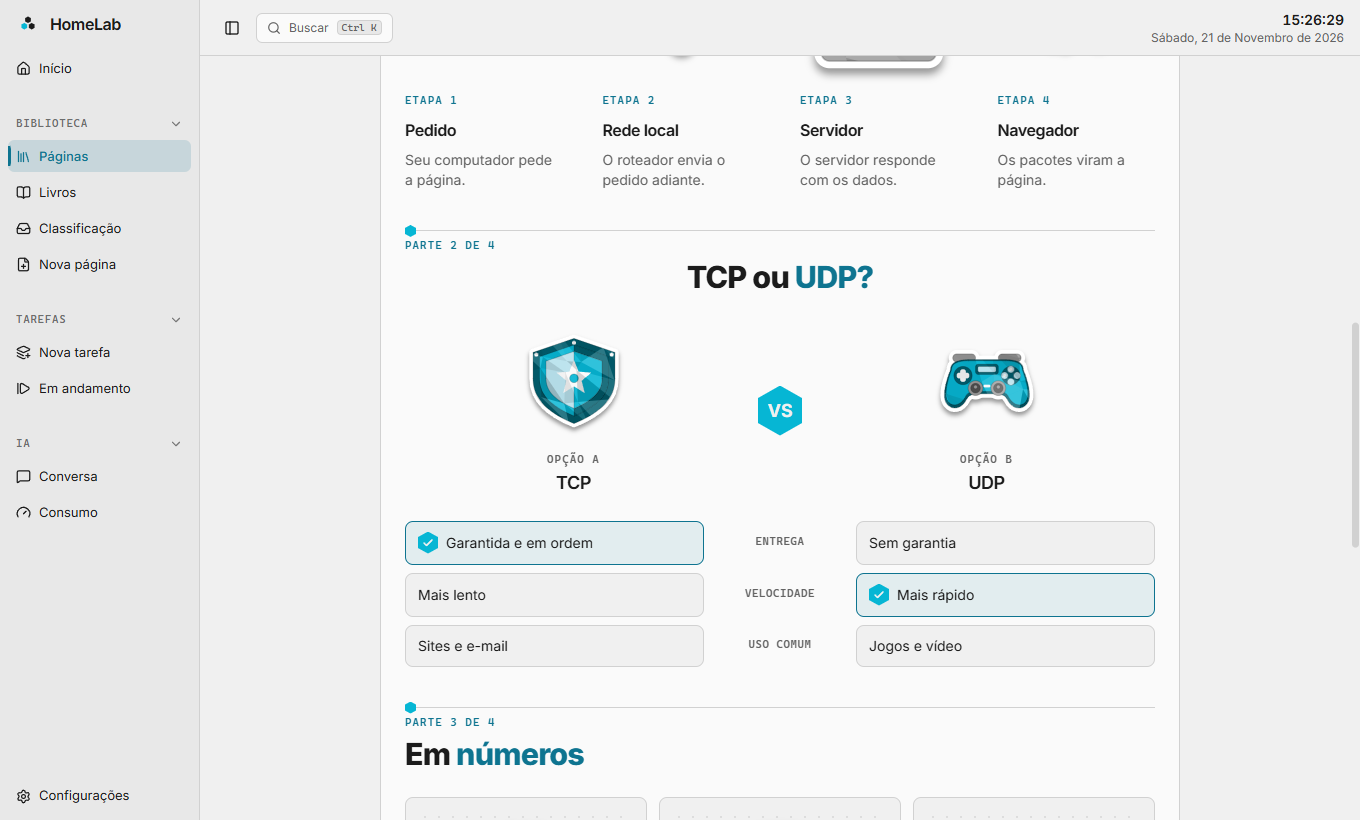 HomeLab
Buscar Ctrl K
15:26:29
Sábado, 21 de Novembro de 2026
Início
BIBLIOTECA
Páginas
Livros
Classificação
Nova página
TAREFAS
Nova tarefa
Em andamento
IA
Conversa
Consumo
Configurações
ETAPA 1
Pedido
Seu computador pede
a página.
ETAPA 2
Rede local
O roteador envia o
pedido adiante.
ETAPA 3
Servidor
O servidor responde
com os dados.
ETAPA 4
Navegador
Os pacotes viram a
página.
PARTE 2 DE 4
TCP ou UDP?
VS
OPÇÃO A
TCP
OPÇÃO B
UDP
Garantida e em ordem
ENTREGA
Sem garantia
Mais lento
VELOCIDADE
Mais rápido
Sites e e-mail
USO COMUM
Jogos e vídeo
PARTE 3 DE 4
Em números